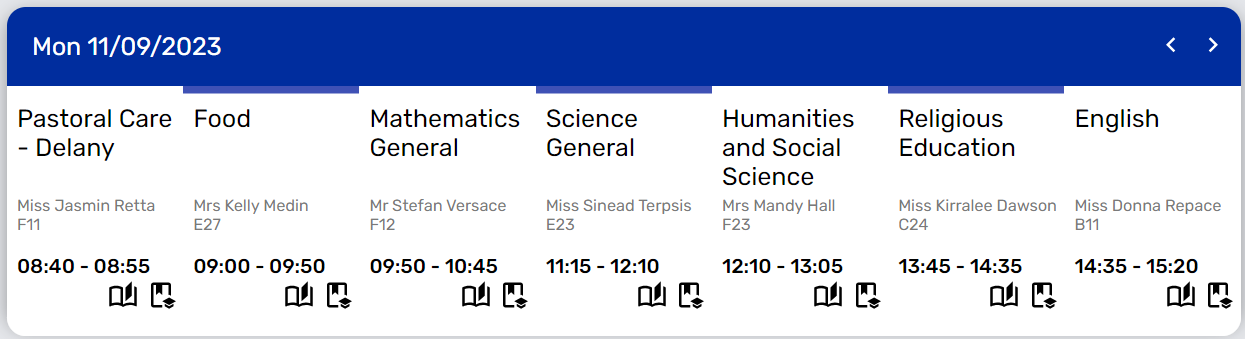 Mon 11/09/2023
Pastoral Care
- Delany
Miss Jasmin Retta
F11
08:40 - 08:55
Food
Mrs Kelly Medin
E27
09:00 - 09:50
Mathematics
General
Mr Stefan Versace
F12
09:50 - 10:45
Science
General
Miss Sinead Terpsis
E23
11:15 - 12:10
Humanities
and Social
Science
Mrs Mandy Hall
F23
12:10 - 13:05
Religious
Education
Miss Kirralee Dawson
C24
13:45 - 14:35
English
Miss Donna Repace
B11
14:35 - 15:20